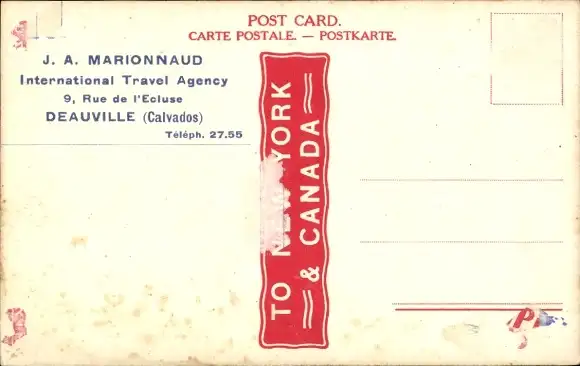 POST CARD.
CARTE POSTALE. — POSTKARTE.
J. A. MARIONNAUD
International Travel Agency
9, Rue de l'Ecluse
DEAUVILLE (Calvados)
Téléph. 27.55
TO NEW YORK
& CANADA